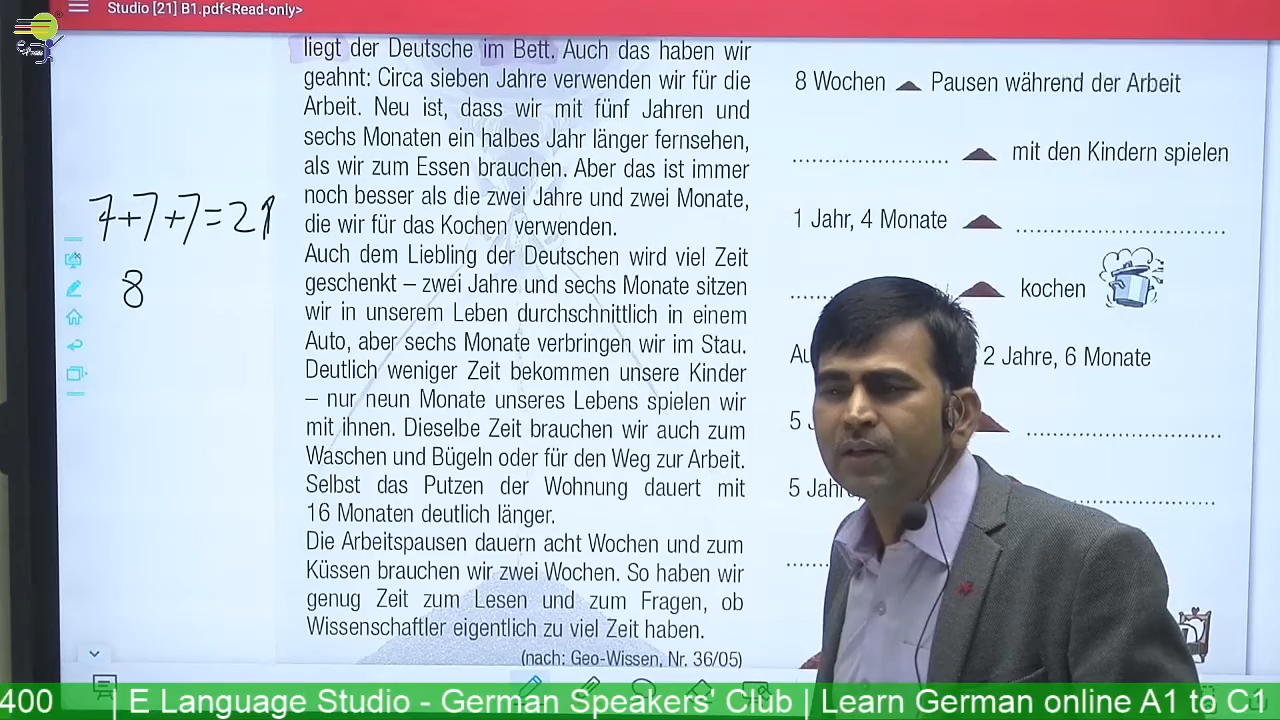 Studio [21] B1.pdf<Read-only>
liegt der Deutsche im Bett. Auch das haben wir
geahnt: Circa sieben Jahre verwenden wir für die
Arbeit. Neu ist, dass wir mit fünf Jahren und
sechs Monaten ein halbes Jahr länger fernsehen,
als wir zum Essen brauchen. Aber das ist immer
noch besser als die zwei Jahre und zwei Monate,
die wir für das Kochen verwenden.
Auch dem Liebling der Deutschen wird viel Zeit
geschenkt – zwei Jahre und sechs Monate sitzen
wir in unserem Leben durchschnittlich in einem
Auto, aber sechs Monate verbringen wir im Stau.
Deutlich weniger Zeit bekommen unsere Kinder
– nur neun Monate unseres Lebens spielen wir
mit ihnen. Dieselbe Zeit brauchen wir auch zum
Waschen und Bügeln oder für den Weg zur Arbeit.
Selbst das Putzen der Wohnung dauert mit
16 Monaten deutlich länger.
Die Arbeitspausen dauern acht Wochen und zum
Küssen brauchen wir zwei Wochen. So haben wir
genug Zeit zum Lesen und zum Fragen, ob
Wissenschaftler eigentlich zu viel Zeit haben.
(nach: Geo-Wissen, Nr. 36/05)
7+7+7=21
8
8 Wochen Pausen während der Arbeit
mit den Kindern spielen
1 Jahr, 4 Monate
kochen
2 Jahre, 6 Monate
5
5
400 | E Language Studio - German Speakers' Club | Learn German online A1 to C1